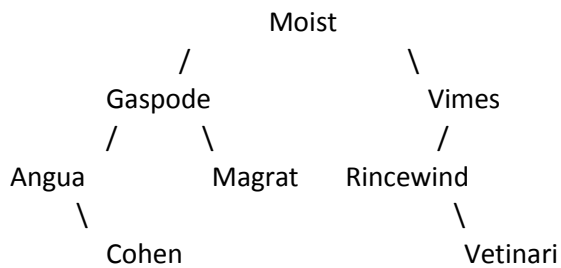 Moist
/ \
Gaspode Vimes
/ \ /
Angua Magrat Rincewind
\ \
Cohen Vetinari